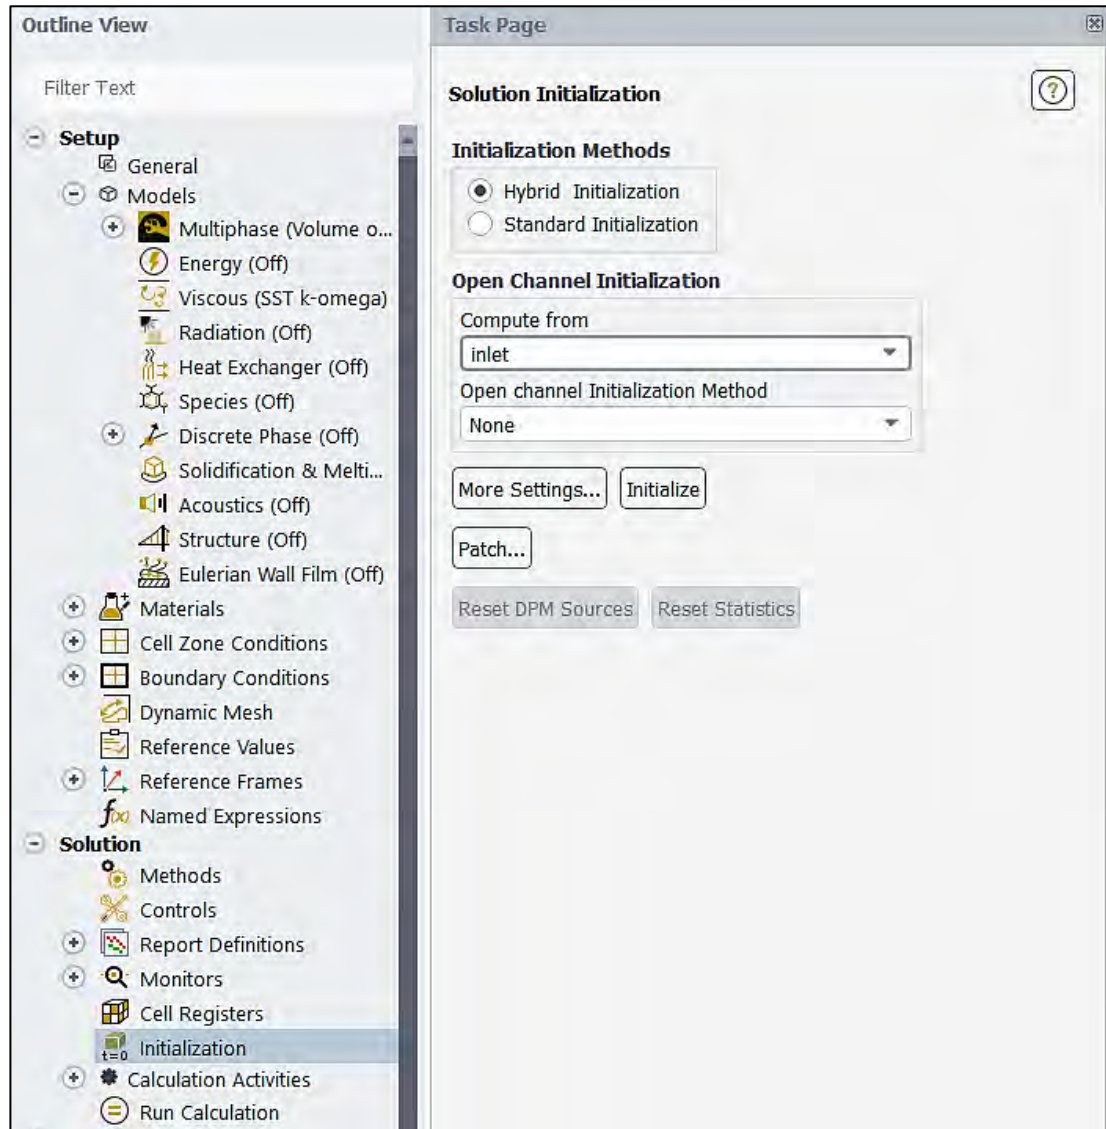 Outline View
Filter Text
Setup
General
Models
Multiphase (Volume o...
Energy (Off)
Viscous (SST k-omega)
Radiation (Off)
Heat Exchanger (Off)
Species (Off)
Discrete Phase (Off)
Solidification & Melti...
Acoustics (Off)
Structure (Off)
Eulerian Wall Film (Off)
Materials
Cell Zone Conditions
Boundary Conditions
Dynamic Mesh
Reference Values
Reference Frames
f(x) Named Expressions
Solution
Methods
Controls
Report Definitions
Monitors
Cell Registers
t=0 Initialization
Calculation Activities
Run Calculation
Task Page
Solution Initialization
?
Initialization Methods
Hybrid Initialization
Standard Initialization
Open Channel Initialization
Compute from
inlet
Open channel Initialization Method
None
More Settings... Initialize
Patch...
Reset DPM Sources Reset Statistics